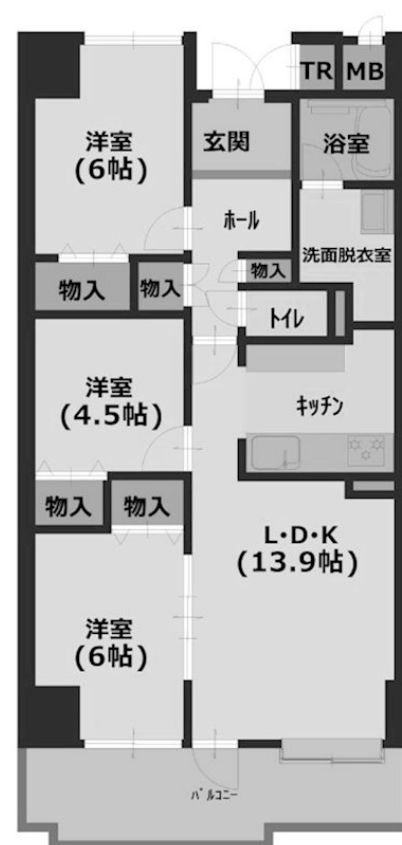 TR
MB
洋室
(6帖)
玄関
浴室
ホール
洗面脱衣室
物入
物入
物入
トイレ
洋室
(4.5帖)
キッチン
物入
物入
L・D・K
(13.9帖)
洋室
(6帖)
バルコニー